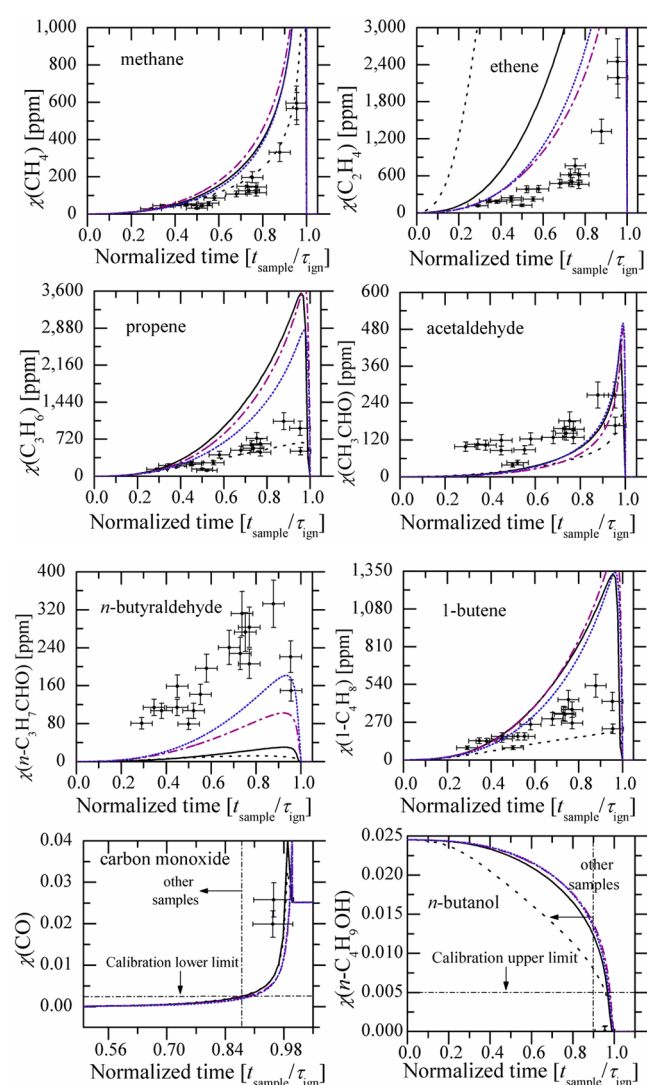 1,000
800
600
400
200
0
χ(CH4) [ppm]
methane
0.0 0.2 0.4 0.6 0.8 1.0
Normalized time [tsample/τign]
3,000
2,400
1,800
1,200
600
0
χ(C2H4) [ppm]
ethene
0.0 0.2 0.4 0.6 0.8 1.0
Normalized time [tsample/τign]
3,600
2,880
2,160
1,440
720
0
χ(C3H6) [ppm]
propene
0.0 0.2 0.4 0.6 0.8 1.0
Normalized time [tsample/τign]
600
480
360
240
120
0
χ(CH3CHO) [ppm]
acetaldehyde
0.0 0.2 0.4 0.6 0.8 1.0
Normalized time [tsample/τign]
400
320
240
160
80
0
χ(n-C3H7CHO) [ppm]
n-butyraldehyde
0.0 0.2 0.4 0.6 0.8 1.0
Normalized time [tsample/τign]
1,350
1,080
810
540
270
0
χ(1-C4H8) [ppm]
1-butene
0.0 0.2 0.4 0.6 0.8 1.0
Normalized time [tsample/τign]
0.04
0.03
0.02
0.01
0.00
χ(CO)
carbon monoxide
other
samples
Calibration lower limit
0.56 0.70 0.84 0.98
Normalized time [tsample/τign]
0.025
0.020
0.015
0.010
0.005
0.000
χ(n-C4H9OH)
other
samples
n-butanol
Calibration upper limit
0.0 0.2 0.4 0.6 0.8 1.0
Normalized time [tsample/τign]